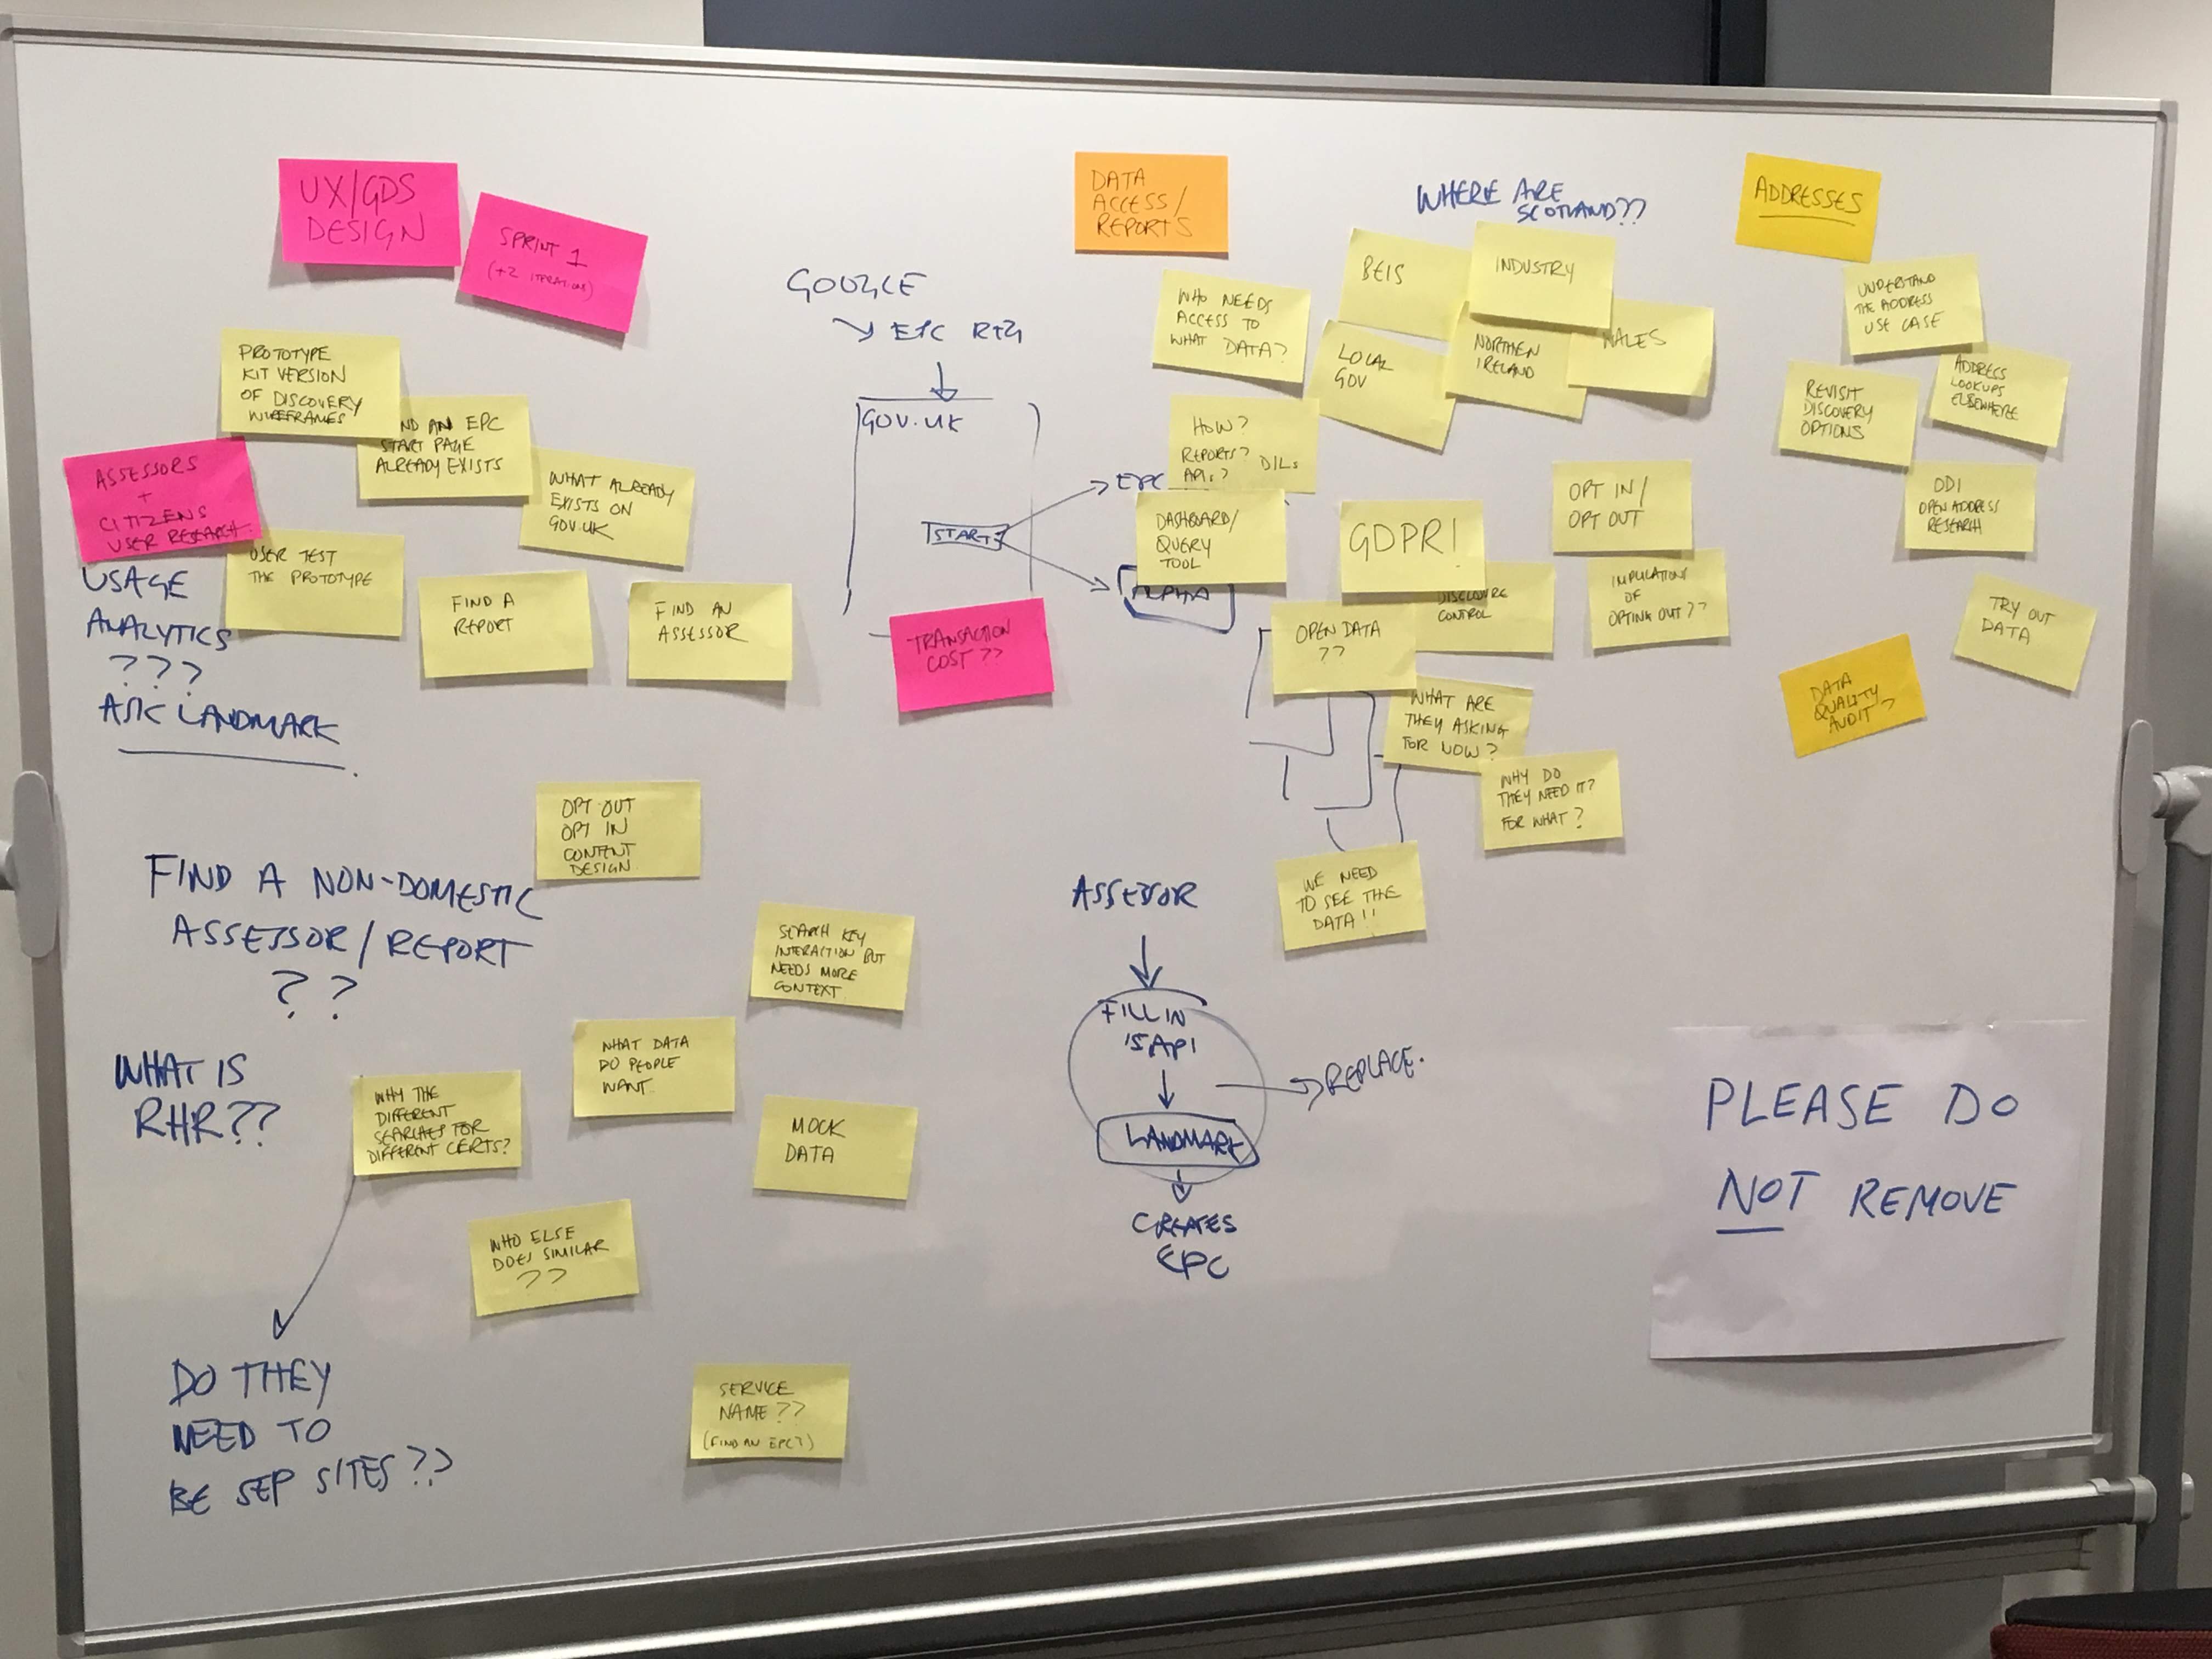 UX/GDS
DESIGN
SPRINT 1
(+2 ITERATIONS)
PROTOTYPE
KIT VERSION
OF DISCOVERY
WIREFRAMES
ND AN EPC
START PAGE
ALREADY EXISTS
WHAT ALREADY
EXISTS ON
GOV.UK
ASSESSORS
+
CITIZENS
USER RESEARCH
USER TEST
THE PROTOTYPE
FIND A
REPORT
FIND AN
ASSESSOR
USAGE
ANALYTICS
???
ASK LANDMARK
OPT OUT
OPT IN
CONTENT
DESIGN
FIND A NON-DOMESTIC
ASSESSOR/REPORT
??
SEARCH KEY
INTERACTION BUT
NEEDS MORE
CONTEXT
WHAT IS
RHR??
WHY THE
DIFFERENT
SEARCHES FOR
DIFFERENT CERTS?
WHAT DATA
DO PEOPLE
WANT
MOCK
DATA
WHO ELSE
DOES SIMILAR
??
DO THEY
NEED TO
BE SEP SITES??
SERVICE
NAME??
(FIND AN EPC?)
GOOGLE
EPC REG
GOV.UK
START
EPC
ALPHA
TRANSACTION
COST??
DATA
ACCESS/
REPORTS
WHERE ARE
SCOTLAND??
WHO NEEDS
ACCESS TO
WHAT DATA?
BEIS
INDUSTRY
LOCAL
GOV
NORTHEN
IRELAND
WALES
HOW?
REPORTS?
API?
DASHBOARD/
QUERY
TOOL
GDPR!
OPT IN/
OPT OUT
DISCLOSURE
CONTROL
IMPLICATIONS
OF
OPTING OUT??
OPEN DATA
??
WHAT ARE
THEY ASKING
FOR NOW?
WHY DO
THEY NEED IT?
FOR WHAT?
WE NEED
TO SEE THE
DATA!!
ASSESSOR
FILL IN
API
LANDMARK
CREATES
EPC
REPLACE.
ADDRESSES
UNDERSTAND
THE ADDRESS
USE CASE
ADDRESS
LOOKUPS
ELSEWHERE
REVISIT
DISCOVERY
OPTIONS
ODI
OPEN ADDRESS
RESEARCH
TRY OUT
DATA
DATA
QUALITY
AUDIT?
PLEASE DO
NOT REMOVE